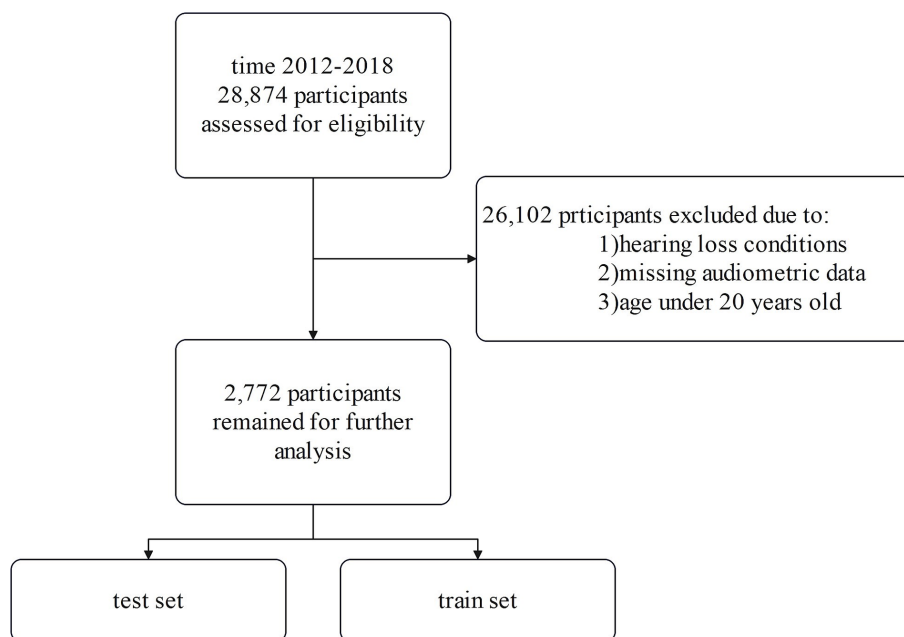 time 2012-2018
28,874 participants
assessed for eligibility
26,102 prticipants excluded due to:
1)hearing loss conditions
2)missing audiometric data
3)age under 20 years old
2,772 participants
remained for further
analysis
test set
train set